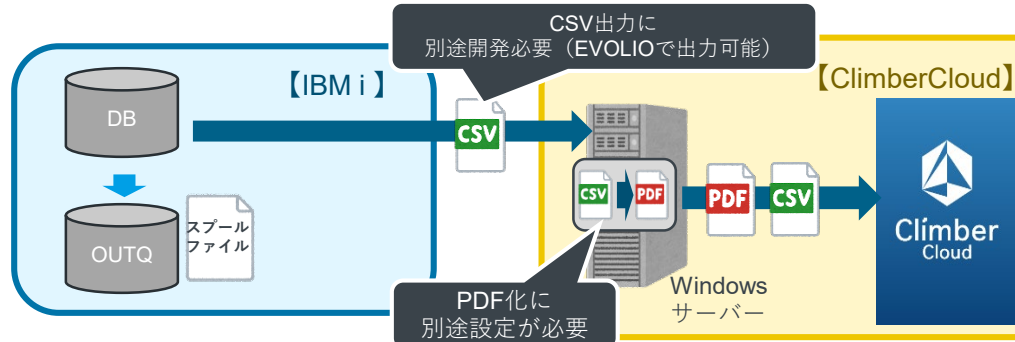 CSV出力に
別途開発必要（EVOLIOで出力可能）
【IBM i 】
【ClimberCloud】
DB
CSV
CSV
PDF
PDF
CSV
Clímber
Cloud
OUTQ
スプール
ファイル
Windows
サーバー
PDF化に
別途設定が必要